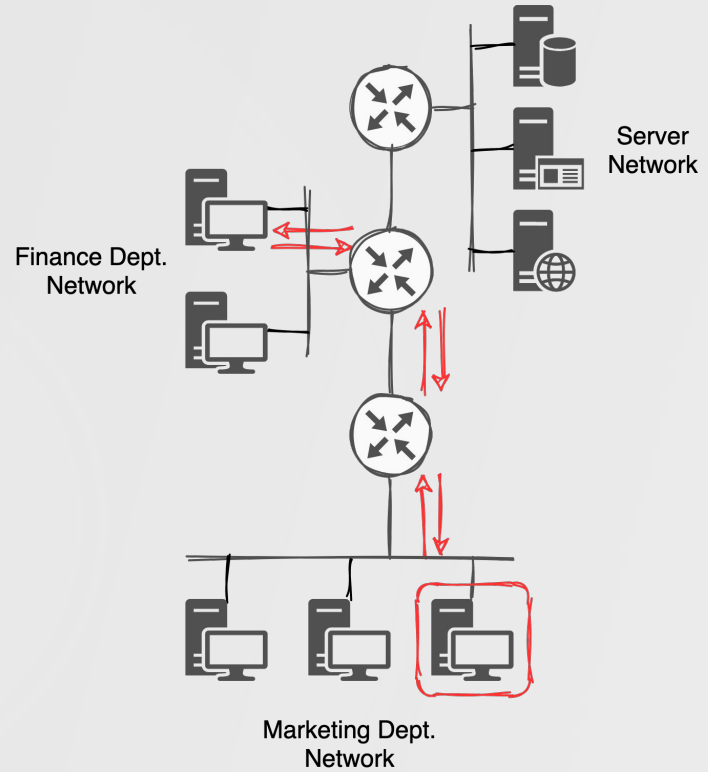 Server
Network
Finance Dept.
Network
Marketing Dept.
Network